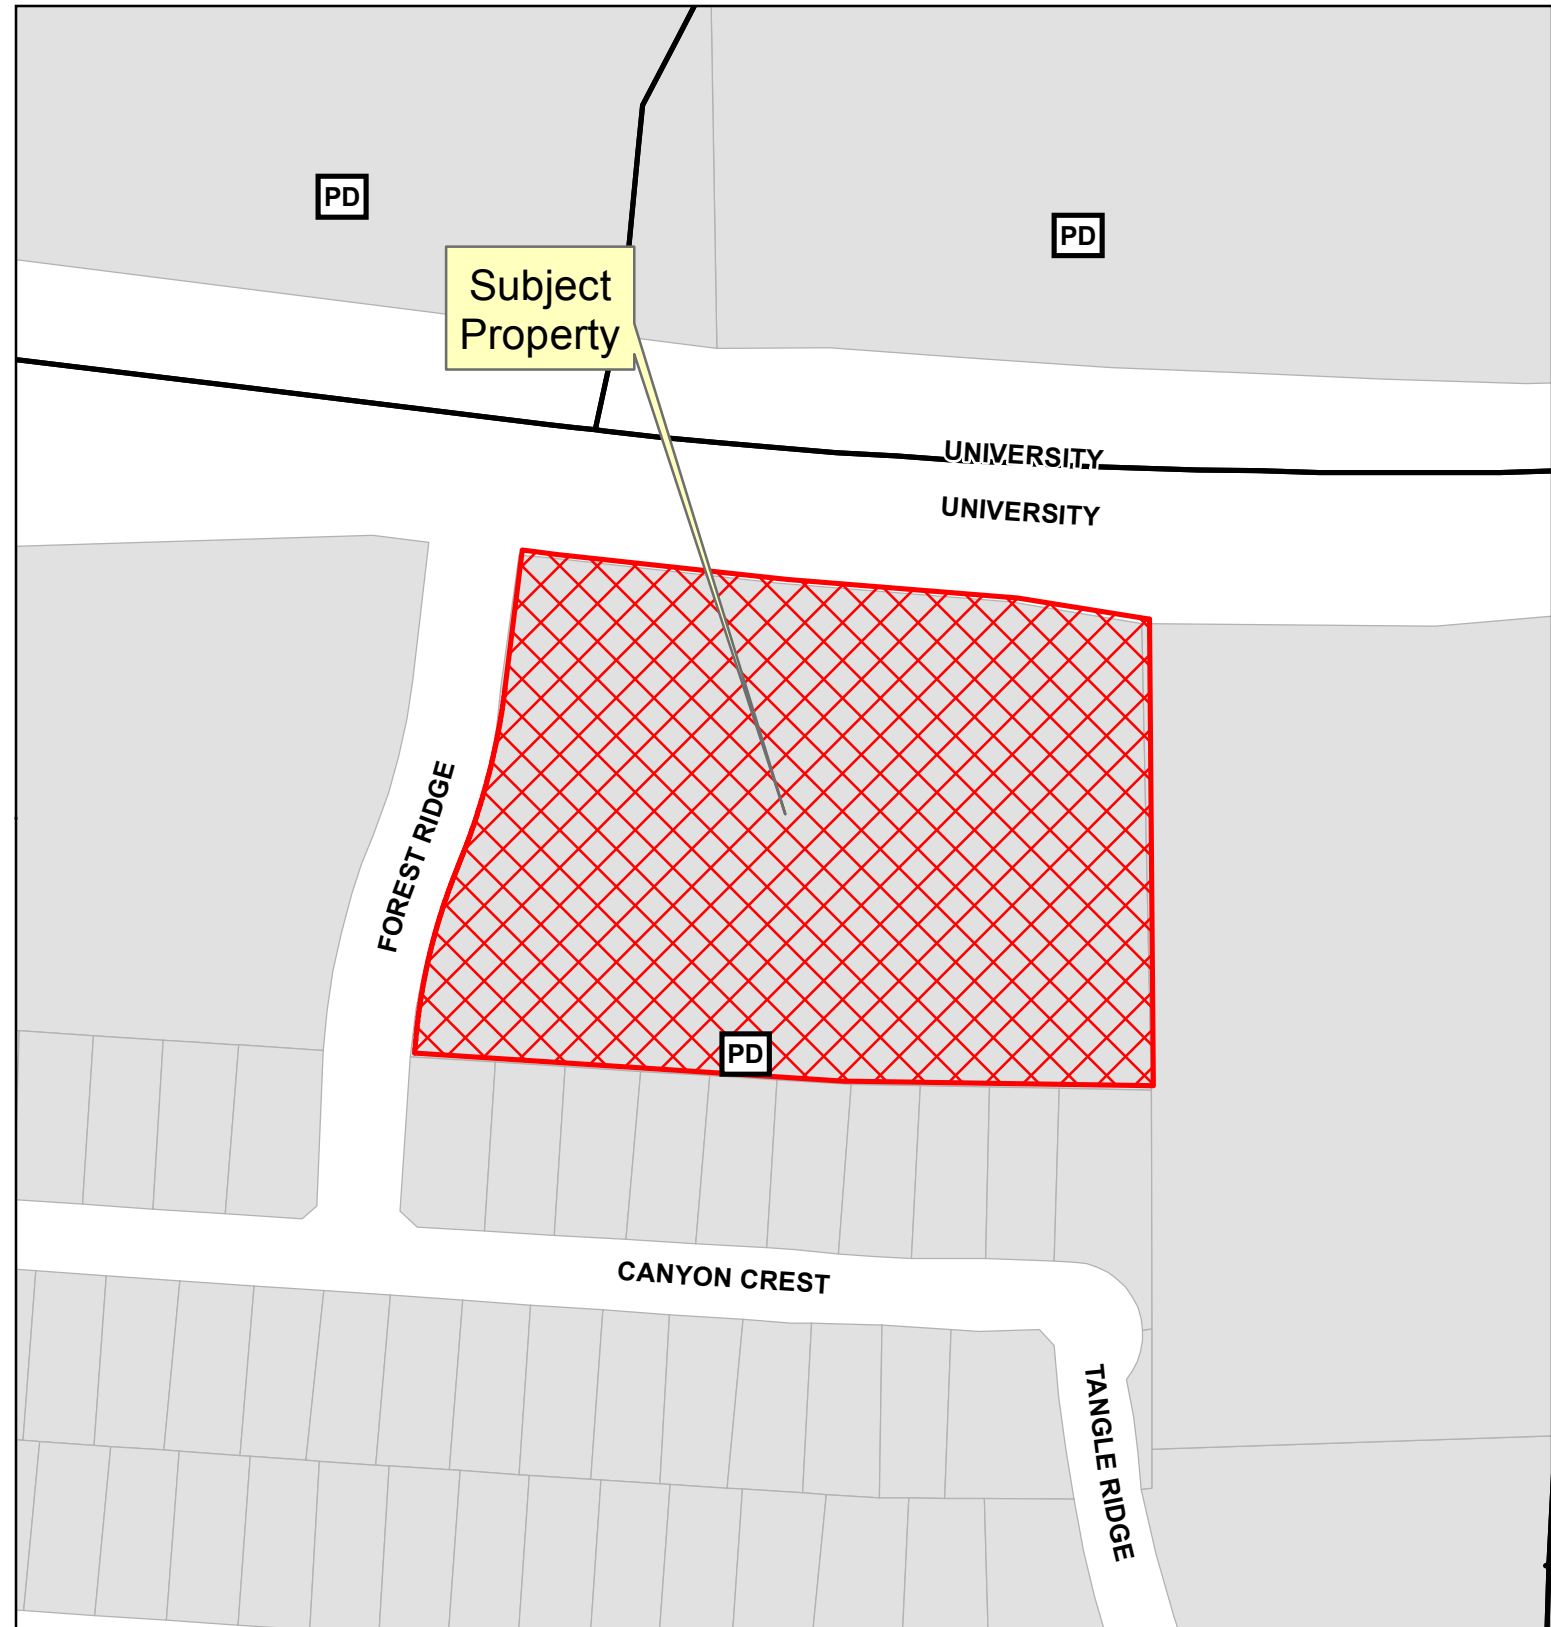 PD
PD
Subject
Property
UNIVERSITY
UNIVERSITY
FOREST RIDGE
PD
CANYON CREST
TANGLE RIDGE